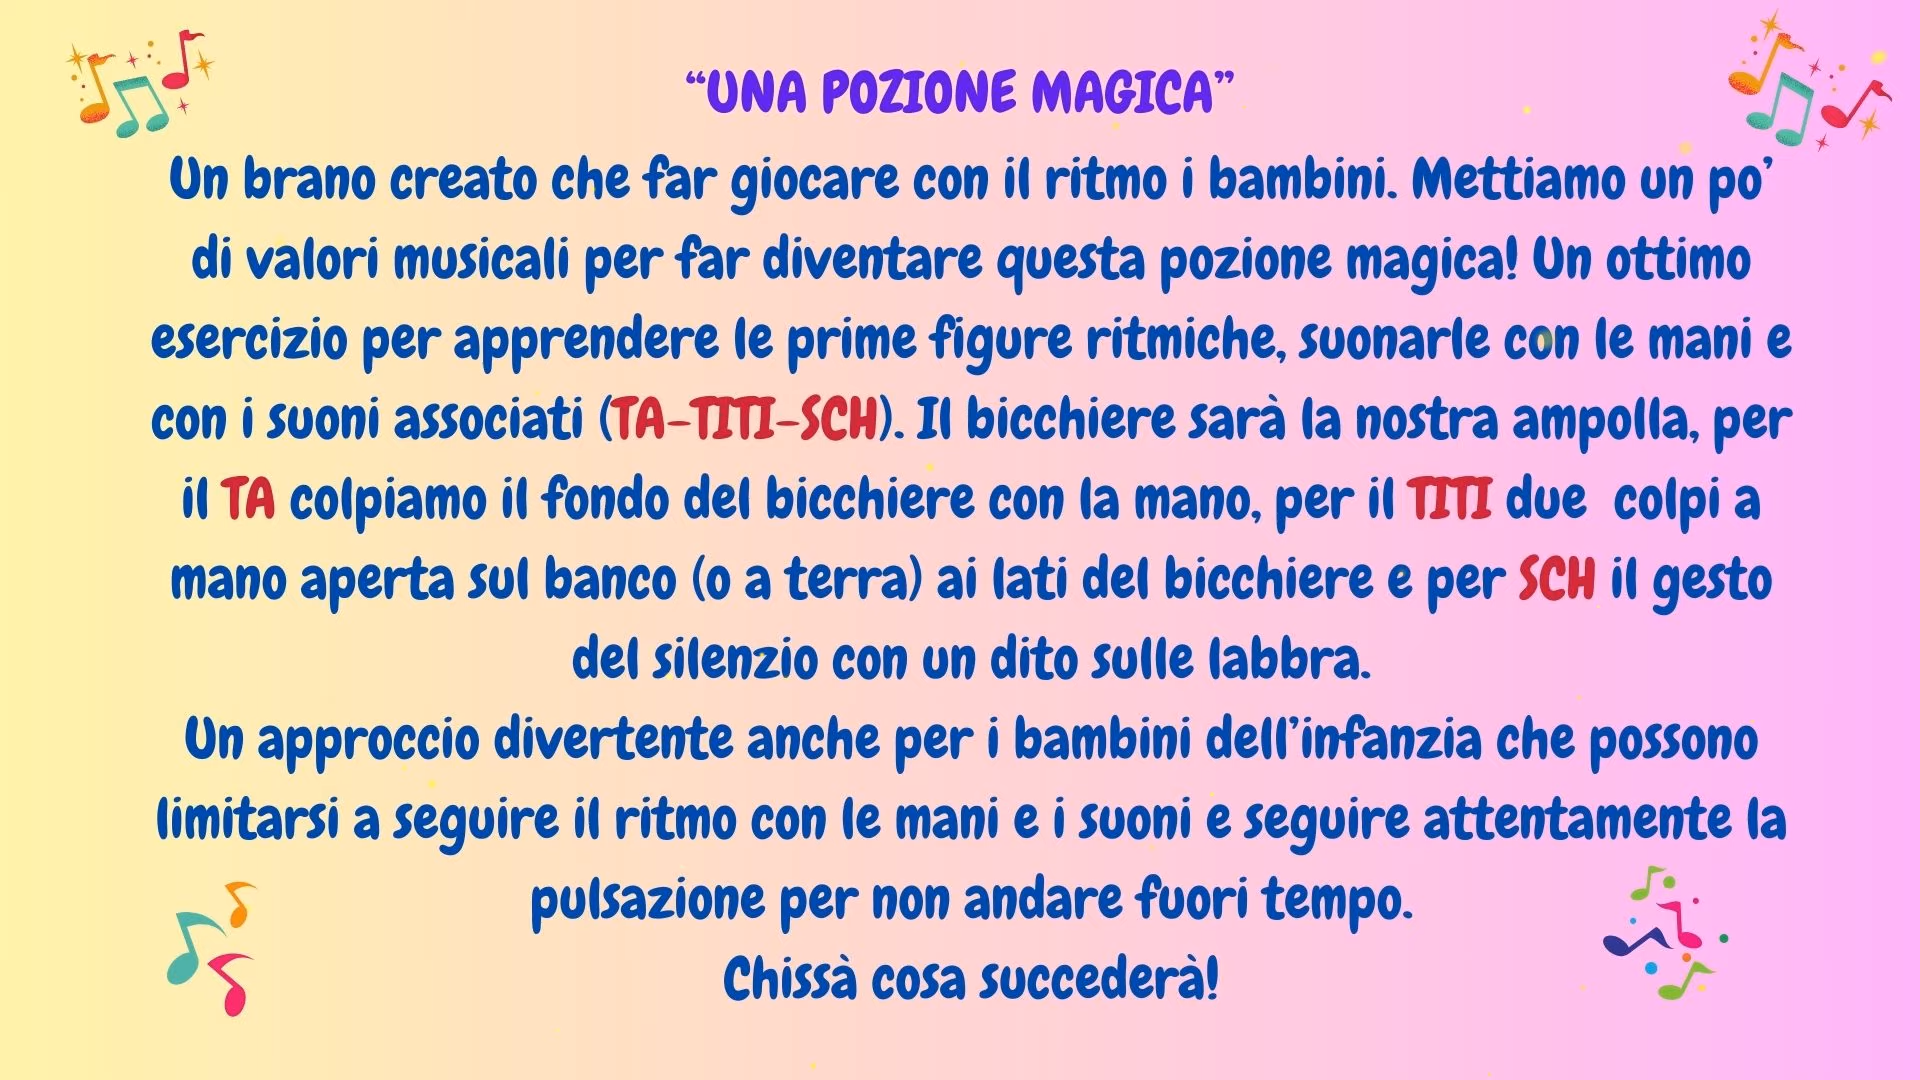 “UNA POZIONE MAGICA”
Un brano creato che far giocare con il ritmo i bambini. Mettiamo un po’
di valori musicali per far diventare questa pozione magica! Un ottimo
esercizio per apprendere le prime figure ritmiche, suonarle con le mani e
con i suoni associati (TA-TITI-SCH). Il bicchiere sarà la nostra ampolla, per
il TA colpiamo il fondo del bicchiere con la mano, per il TITI due  colpi a
mano aperta sul banco (o a terra) ai lati del bicchiere e per SCH il gesto
del silenzio con un dito sulle labbra.
Un approccio divertente anche per i bambini dell’infanzia che possono
limitarsi a seguire il ritmo con le mani e i suoni e seguire attentamente la
pulsazione per non andare fuori tempo.
Chissà cosa succederà!